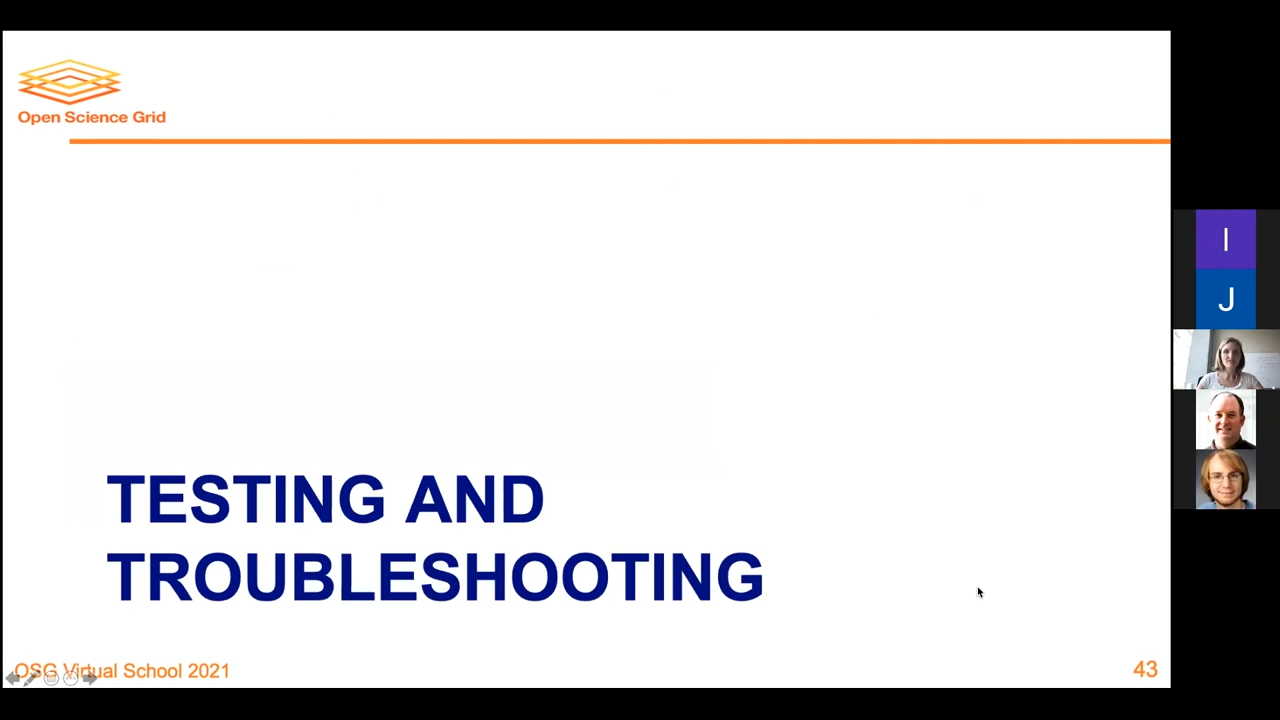 Open Science Grid
I
J
TESTING AND
TROUBLESHOOTING
OSG Virtual School 2021
43